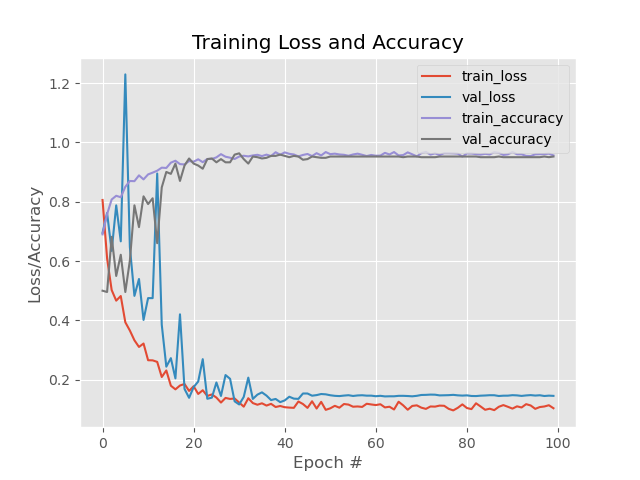 Training Loss and Accuracy
train_loss
val_loss
train_accuracy
val_accuracy
Loss/Accuracy
1.2
1.0
0.8
0.6
0.4
0.2
0 20 40 60 80 100
Epoch #